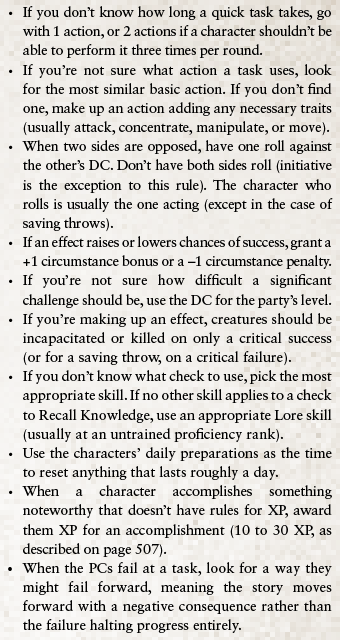 • If you don't know how long a quick task takes, go
with 1 action, or 2 actions if a character shouldn't be
able to perform it three times per round.
• If you're not sure what action a task uses, look
for the most similar basic action. If you don't find
one, make up an action adding any necessary traits
(usually attack, concentrate, manipulate, or move).
• When two sides are opposed, have one roll against
the other's DC. Don't have both sides roll (initiative
is the exception to this rule). The character who
rolls is usually the one acting (except in the case of
saving throws).
• If an effect raises or lowers chances of success, grant a
+1 circumstance bonus or a –1 circumstance penalty.
• If you're not sure how difficult a significant
challenge should be, use the DC for the party's level.
• If you're making up an effect, creatures should be
incapacitated or killed on only a critical success
(or for a saving throw, on a critical failure).
• If you don't know what check to use, pick the most
appropriate skill. If no other skill applies to a check
to Recall Knowledge, use an appropriate Lore skill
(usually at an untrained proficiency rank).
• Use the characters' daily preparations as the time
to reset anything that lasts roughly a day.
• When a character accomplishes something
noteworthy that doesn't have rules for XP, award
them XP for an accomplishment (10 to 30 XP, as
described on page 507).
• When the PCs fail at a task, look for a way they
might fail forward, meaning the story moves
forward with a negative consequence rather than
the failure halting progress entirely.